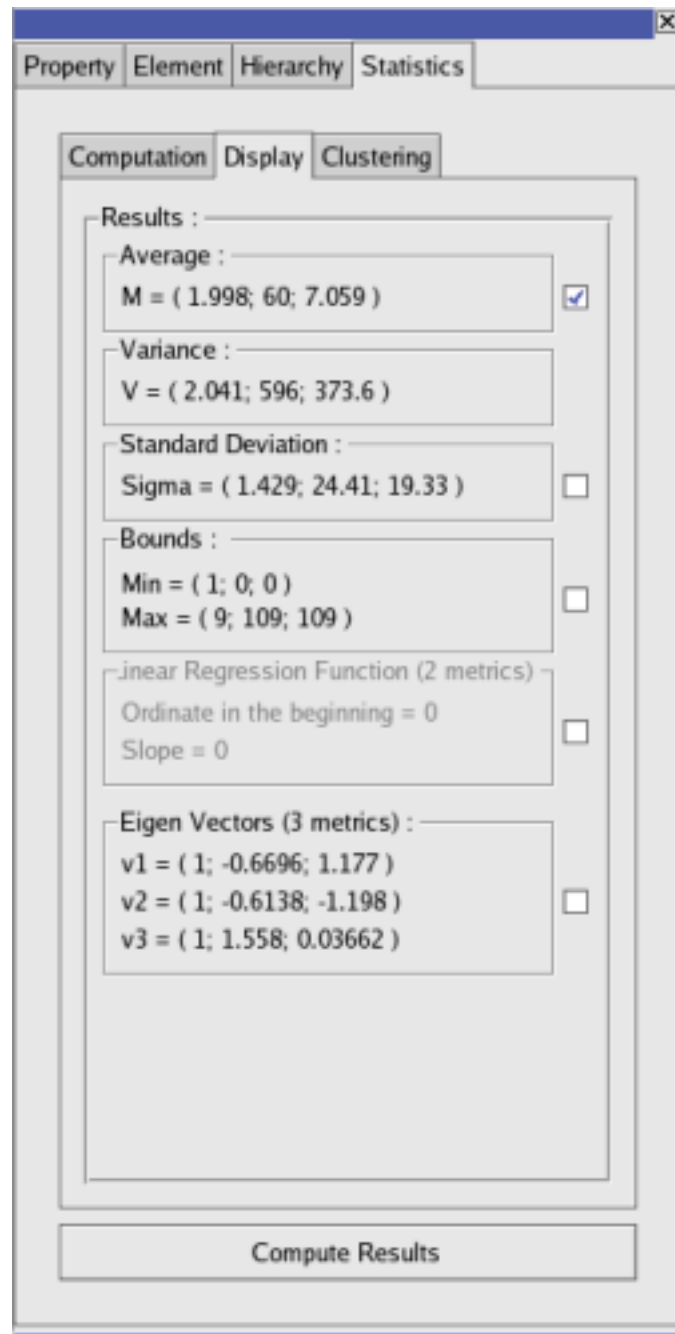 Property Element Hierarchy Statistics
Computation Display Clustering
Results :
Average :
M = ( 1.998; 60; 7.059 )
Variance :
V = ( 2.041; 596; 373.6 )
Standard Deviation :
Sigma = ( 1.429; 24.41; 19.33 )
Bounds :
Min = ( 1; 0; 0 )
Max = ( 9; 109; 109 )
.inear Regression Function (2 metrics)
Ordinate in the beginning = 0
Slope = 0
Eigen Vectors (3 metrics) :
v1 = ( 1; -0.6696; 1.177 )
v2 = ( 1; -0.6138; -1.198 )
v3 = ( 1; 1.558; 0.03662 )
Compute Results